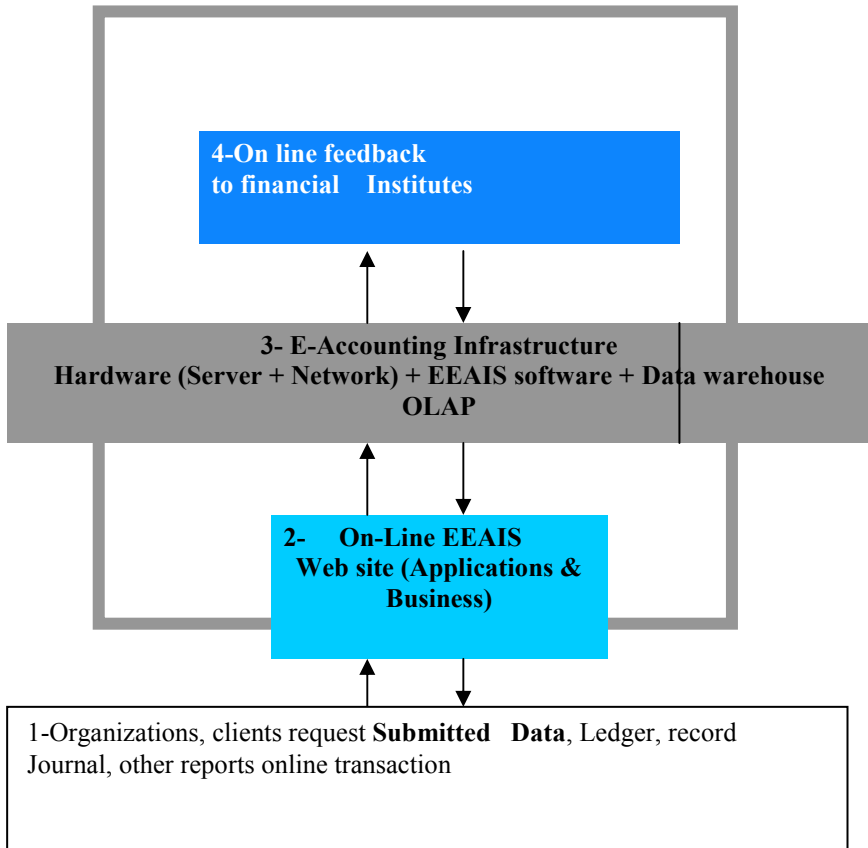 4-On line feedback
to financial Institutes
3- E-Accounting Infrastructure
Hardware (Server + Network) + EEAIS software + Data warehouse
OLAP
2- On-Line EEAIS
Web site (Applications &
Business)
1-Organizations, clients request Submitted Data, Ledger, record
Journal, other reports online transaction